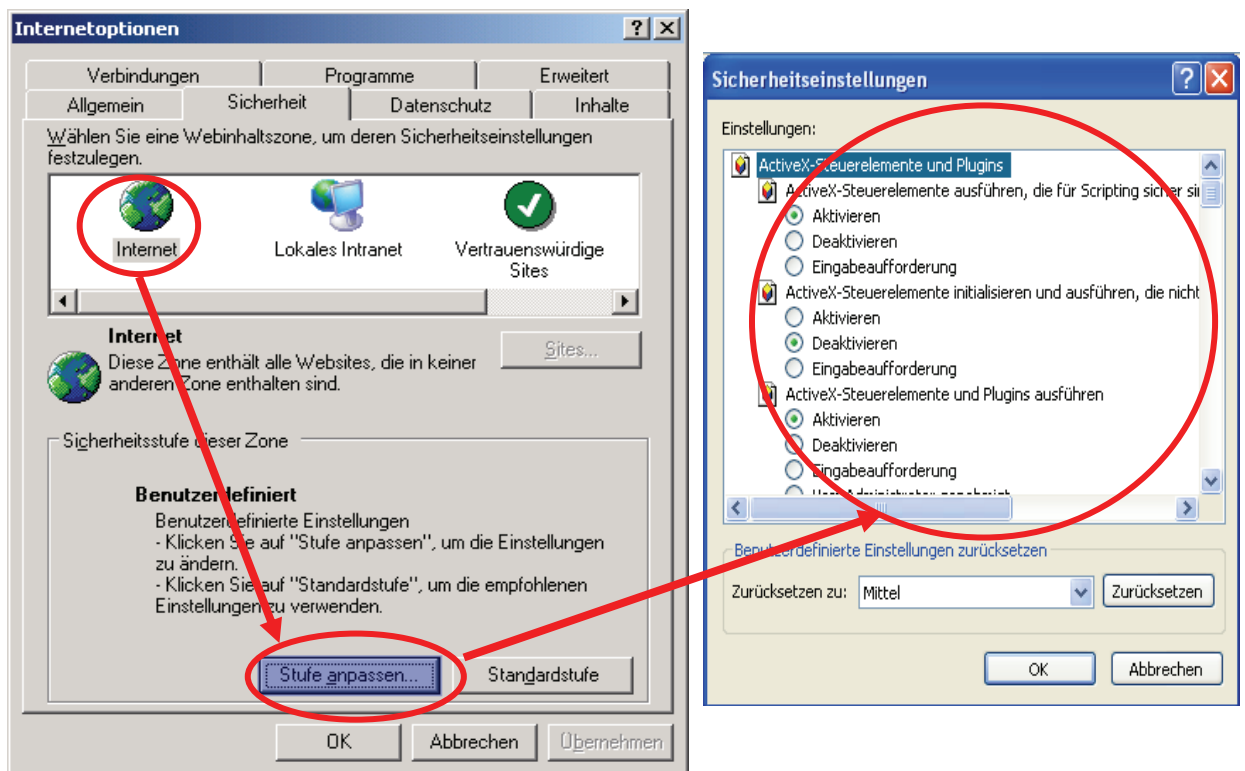 Internetoptionen
Verbindungen Programme Erweitert
Allgemein Sicherheit Datenschutz Inhalte
Wählen Sie eine Webinhaltszone, um deren Sicherheitseinstellungen
festzulegen.
Internet Lokales Intranet Vertrauenswürdige
Sites
Internet
Sites...
Diese Zone enthält alle Websites, die in keiner
anderen Zone enthalten sind.
Sicherheitsstufe dieser Zone
Benutzerdefiniert
Benutzerdefinierte Einstellungen
- Klicken Sie auf "Stufe anpassen", um die Einstellungen
zu ändern.
- Klicken Sie auf "Standardstufe", um die empfohlenen
Einstellungen zu verwenden.
Stufe anpassen... Standardstufe
OK Abbrechen Übernehmen
Sicherheitseinstellungen
Einstellungen:
ActiveX-Steuerelemente und Plugins
ActiveX-Steuerelemente ausführen, die für Scripting sicher si
Aktivieren
Deaktivieren
Eingabeaufforderung
ActiveX-Steuerelemente initialisieren und ausführen, die nicht
Aktivieren
Deaktivieren
Eingabeaufforderung
ActiveX-Steuerelemente und Plugins ausführen
Aktivieren
Deaktivieren
Eingabeaufforderung
Benutzerdefinierte Einstellungen zurücksetzen
Zurücksetzen zu: Mittel Zurücksetzen
OK Abbrechen